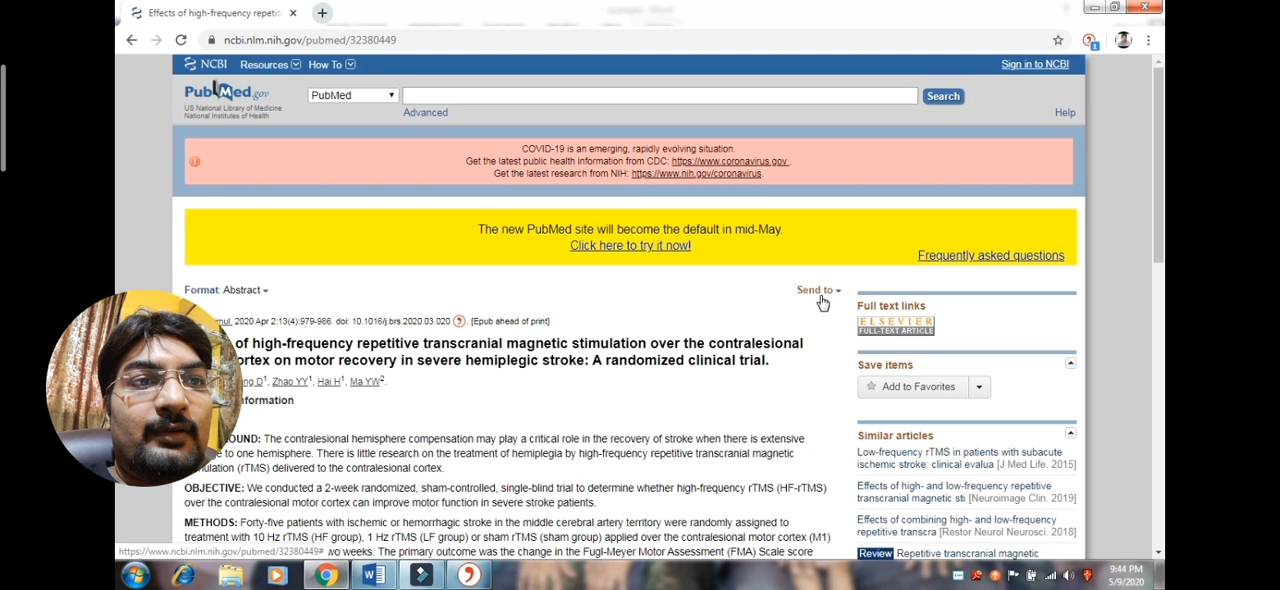 Effects of high-frequency repetiti
ncbi.nlm.nih.gov/pubmed/32380449
1
NCBI Resources How To Sign in to NCBI
PubMed.gov
US National Library of Medicine
National Institutes of Health
PubMed
Search
Advanced
Help
COVID-19 is an emerging, rapidly evolving situation.
Get the latest public health information from CDC: https://www.coronavirus.gov .
Get the latest research from NIH: https://www.nih.gov/coronavirus.
The new PubMed site will become the default in mid-May.
Click here to try it now!
Frequently asked questions
Format: Abstract
Send to
2020 Apr 2;13(4):979-986. doi: 10.1016/j.brs.2020.03.020 [Epub ahead of print]
of high-frequency repetitive transcranial magnetic stimulation over the contralesional
ortex on motor recovery in severe hemiplegic stroke: A randomized clinical trial.
ng D1, Zhao YY1, Hai H1, Ma YW2.
nformation
OUND: The contralesional hemisphere compensation may play a critical role in the recovery of stroke when there is extensive
e to one hemisphere. There is little research on the treatment of hemiplegia by high-frequency repetitive transcranial magnetic
ulation (rTMS) delivered to the contralesional cortex.
OBJECTIVE: We conducted a 2-week randomized, sham-controlled, single-blind trial to determine whether high-frequency rTMS (HF-rTMS)
over the contralesional motor cortex can improve motor function in severe stroke patients.
METHODS: Forty-five patients with ischemic or hemorrhagic stroke in the middle cerebral artery territory were randomly assigned to
treatment with 10 Hz rTMS (HF group), 1 Hz rTMS (LF group) or sham rTMS (sham group) applied over the contralesional motor cortex (M1)
two weeks. The primary outcome was the change in the Fugl-Meyer Motor Assessment (FMA) Scale score
https://www.ncbi.nlm.nih.gov/pubmed/32380449#
Full text links
ELSEVIER
FULL-TEXT ARTICLE
Save items
Add to Favorites
Similar articles
Low-frequency rTMS in patients with subacute
ischemic stroke: clinical evalua [J Med Life. 2015]
Effects of high- and low-frequency repetitive
transcranial magnetic sti [Neuroimage Clin. 2019]
Effects of combining high- and low-frequency
repetitive transcra [Restor Neurol Neurosci. 2018]
Review Repetitive transcranial magnetic
9:44 PM
5/9/2020